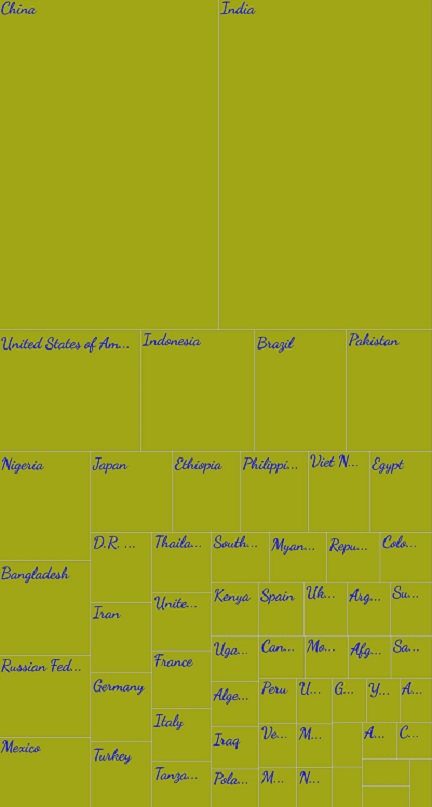 China
India
United States of Am...
Indonesia
Brazil
Pakistan
Nigeria
Japan
Ethiopia
Philippi...
Viet N...
Egypt
D.R. ...
Thaila...
South...
Myan...
Repu...
Colo...
Bangladesh
Iran
Unite...
Kenya
Spain
Uk...
Arg...
Su...
Uga...
Can...
Mo...
Afg...
Sa...
Russian Fed...
Germany
France
Alge...
Peru
U...
G...
Y...
A...
Italy
Iraq
Ve...
M...
A...
C...
Mexico
Turkey
Tanza...
Pola...
M...
N...